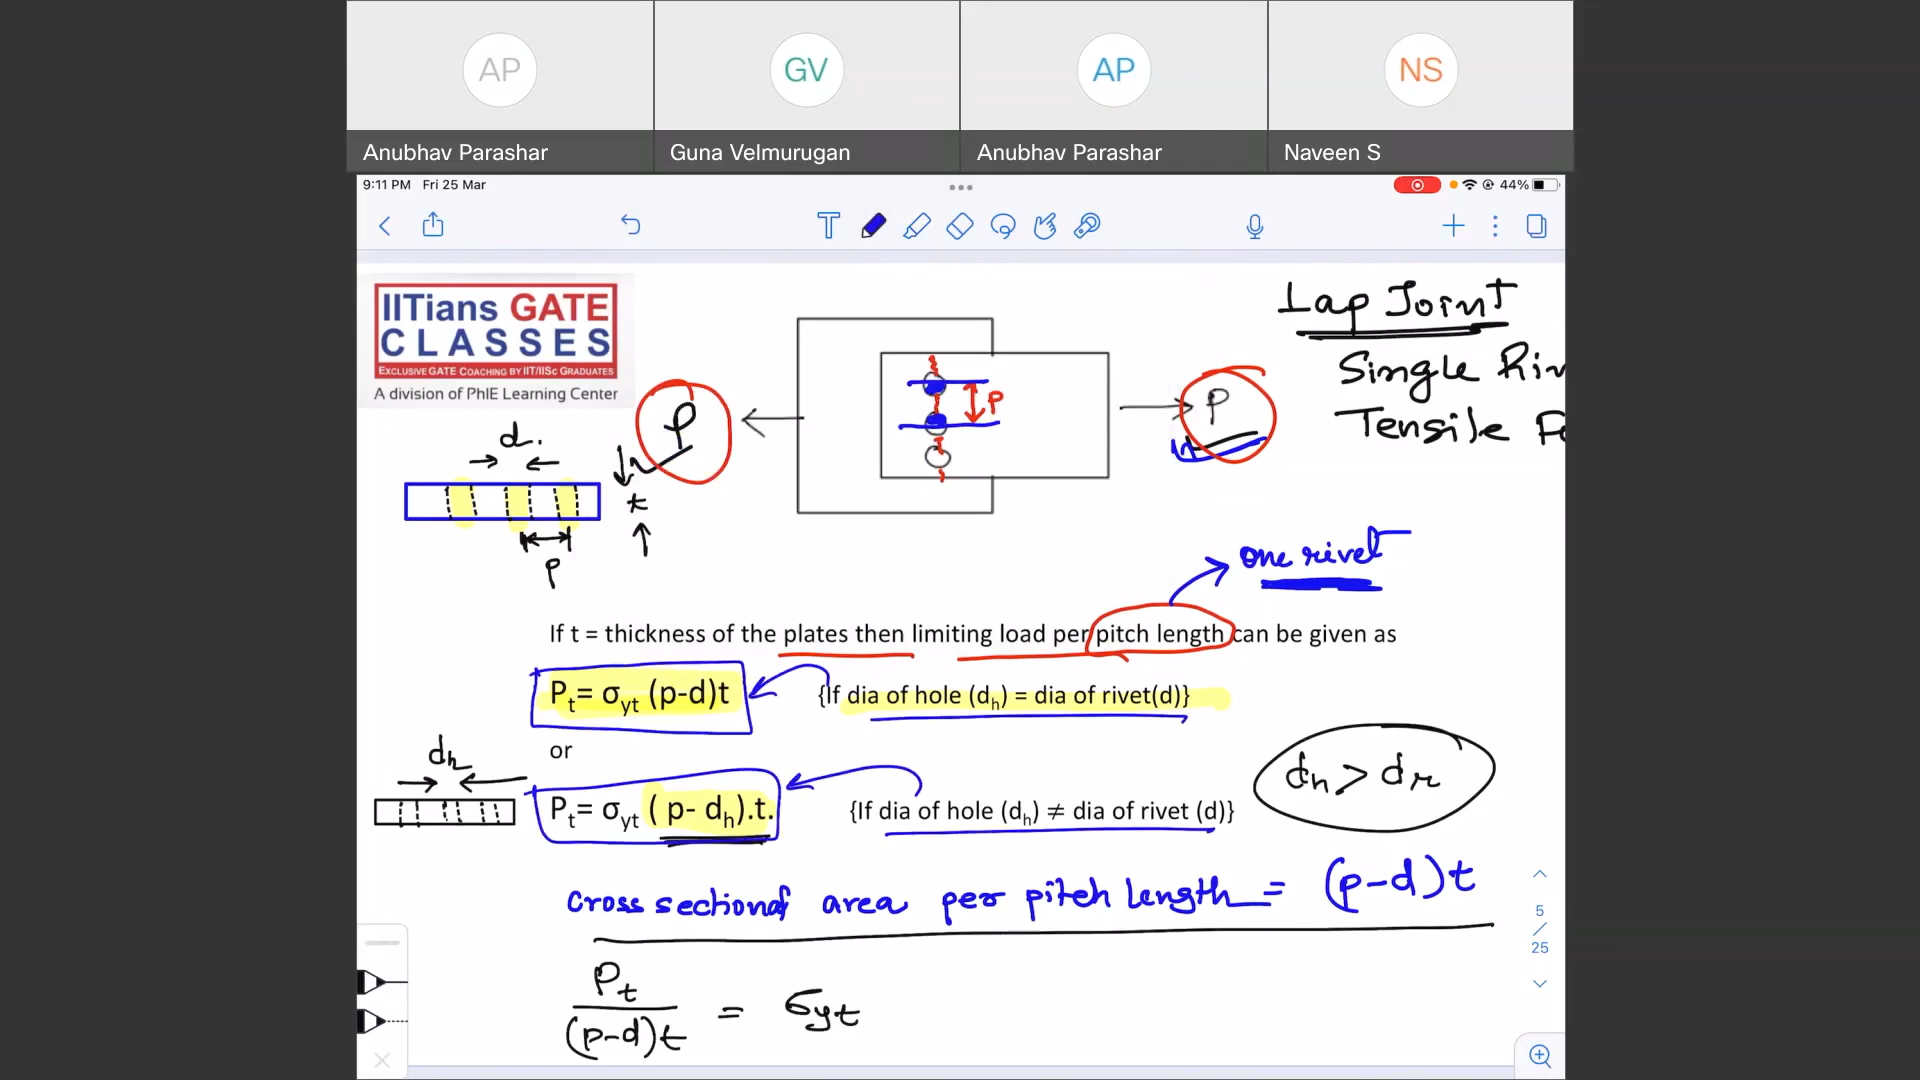 AP
GV
AP
NS
Anubhav Parashar
Guna Velmurugan
Anubhav Parashar
Naveen S
9:11 PM Fri 25 Mar
44%
IITians GATE
CLASSES
EXCLUSIVE GATE COACHING BY IIT/IISc GRADUATES
A division of PhIE Learning Center
Lap Joint
Single Riv
Tensile Fo
P
P
p
d.
t
p
one rivet
If t = thickness of the plates then limiting load per pitch length can be given as
Pt= σyt (p-d)t {If dia of hole (dh) = dia of rivet(d)}
or
dh
Pt= σyt ( p- dh).t. {If dia of hole (dh) ≠ dia of rivet (d)}
dh > dr
cross sectional area per pitch length = (p-d)t
Pt
(p-d)t = σyt
5
/
25